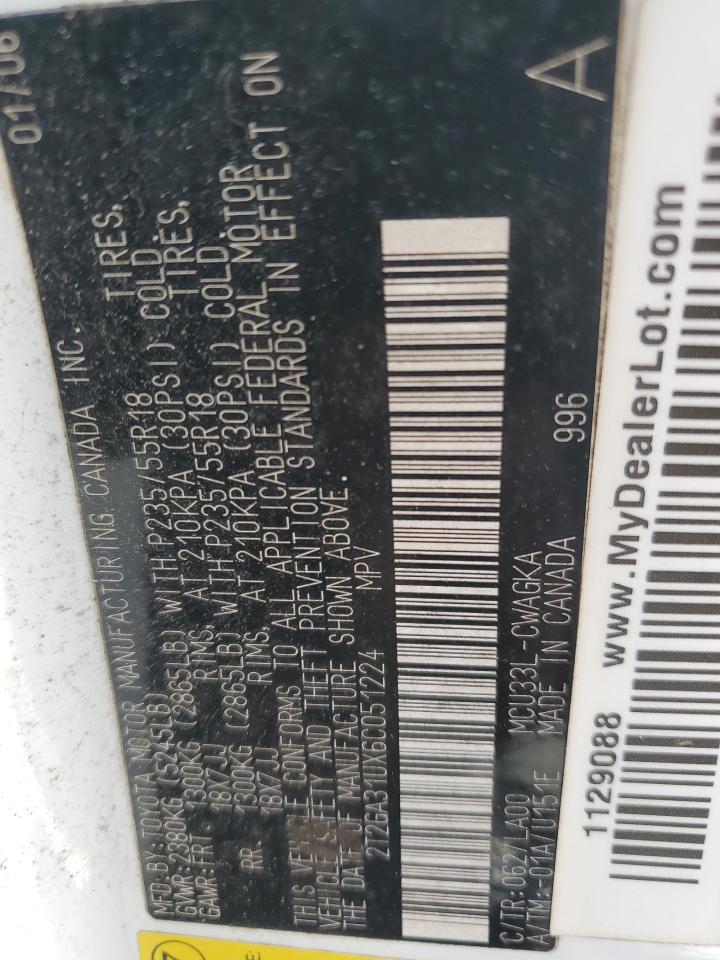 MFD.BY:TOYOTA MOTOR MANUFACTURING CANADA INC. 01/06
GVWR: 2380KG (5245LB)
GAWR:FR. 1300KG (2865LB) WITH P235/55R18 TIRES,
18X7JJ RIMS, AT 210KPA (30PSI) COLD
RR. 1300KG (2865LB) WITH P235/55R18 TIRES,
18X7JJ RIMS, AT 210KPA (30PSI) COLD
THIS VEHICLE CONFORMS TO ALL APPLICABLE FEDERAL MOTOR
VEHICLE SAFETY AND THEFT PREVENTION STANDARDS IN EFFECT ON
THE DATE OF MANUFACTURE SHOWN ABOVE
2T2GA31UX6C051224 MPV
C/TR:062/LA00 MCU33L-CWAGKA
A/TM:-01A/U151E MADE IN CANADA 996 A
1129088 www.MyDealerLot.com